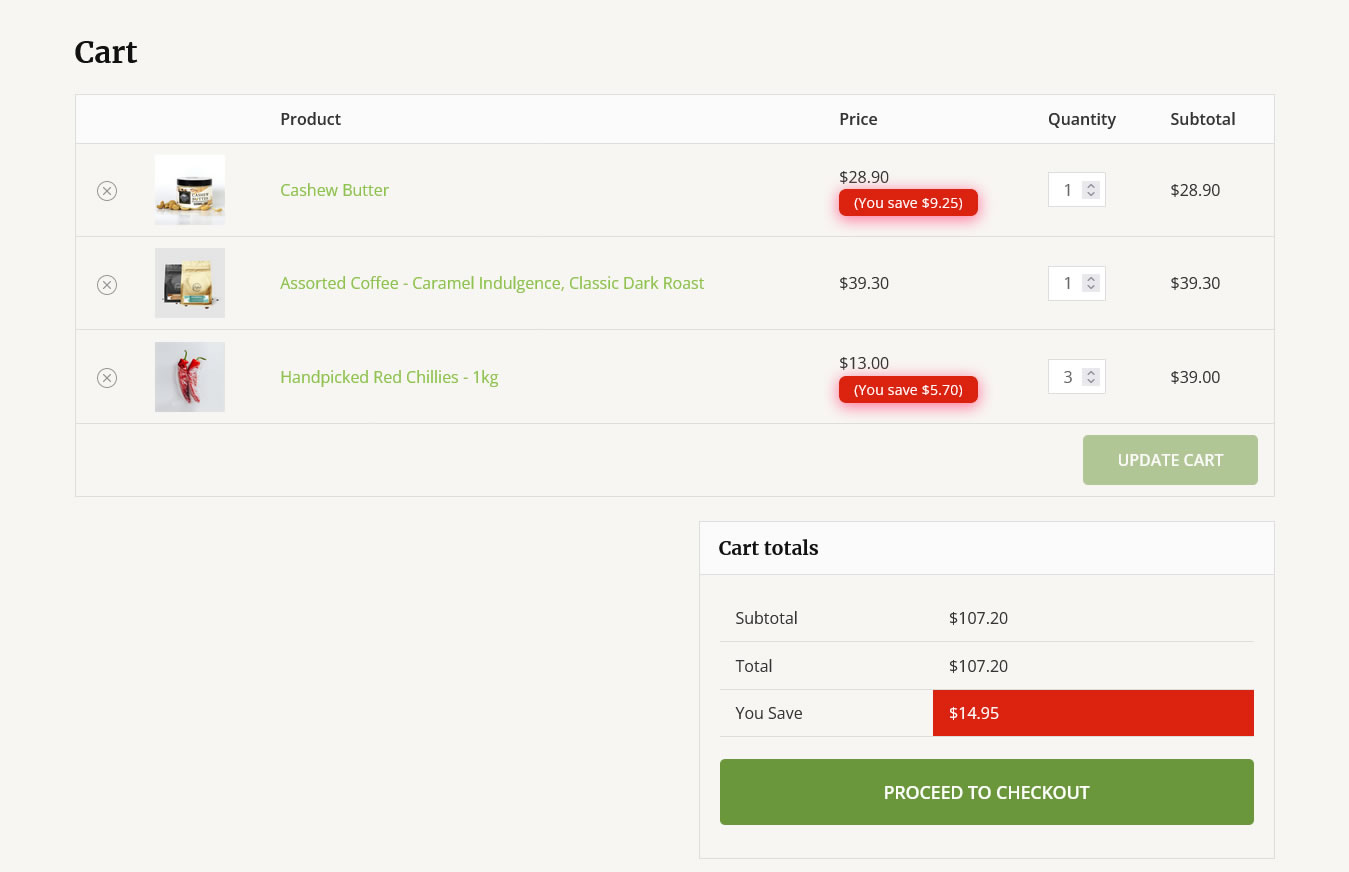 Cart
Product Price Quantity Subtotal
Cashew Butter $28.90 (You save $9.25) 1 $28.90
Assorted Coffee - Caramel Indulgence, Classic Dark Roast $39.30 1 $39.30
Handpicked Red Chillies - 1kg $13.00 (You save $5.70) 3 $39.00
UPDATE CART
Cart totals
Subtotal $107.20
Total $107.20
You Save $14.95
PROCEED TO CHECKOUT